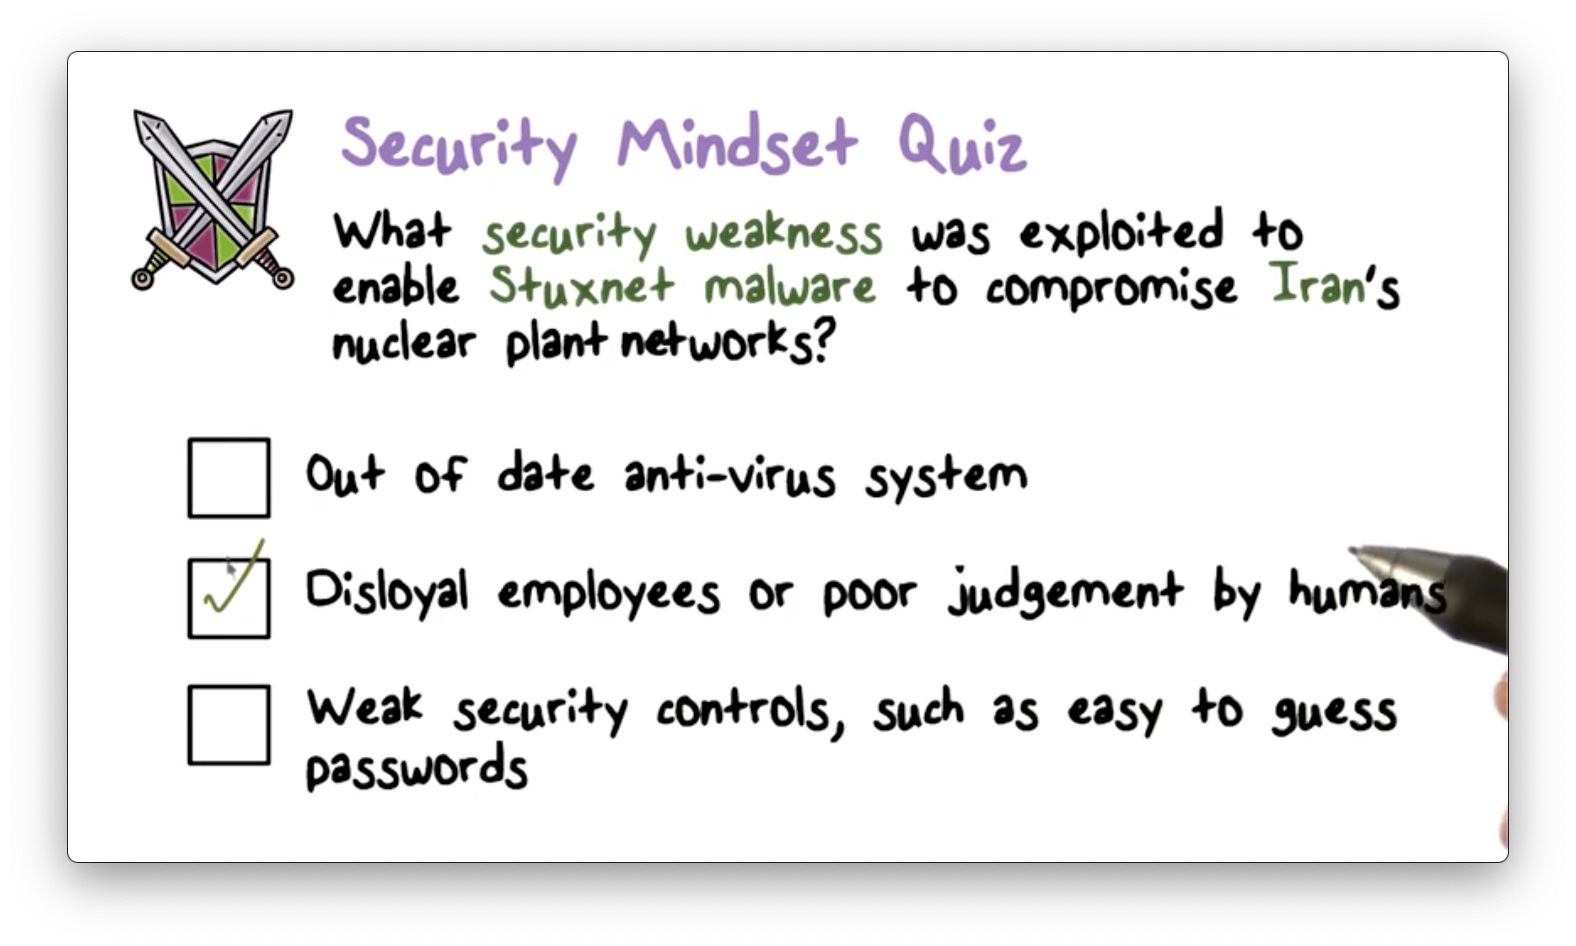 Security Mindset Quiz
What security weakness was exploited to
enable Stuxnet malware to compromise Iran's
nuclear plant networks?
Out of date anti-virus system
Disloyal employees or poor judgement by humans
Weak security controls, such as easy to guess
passwords